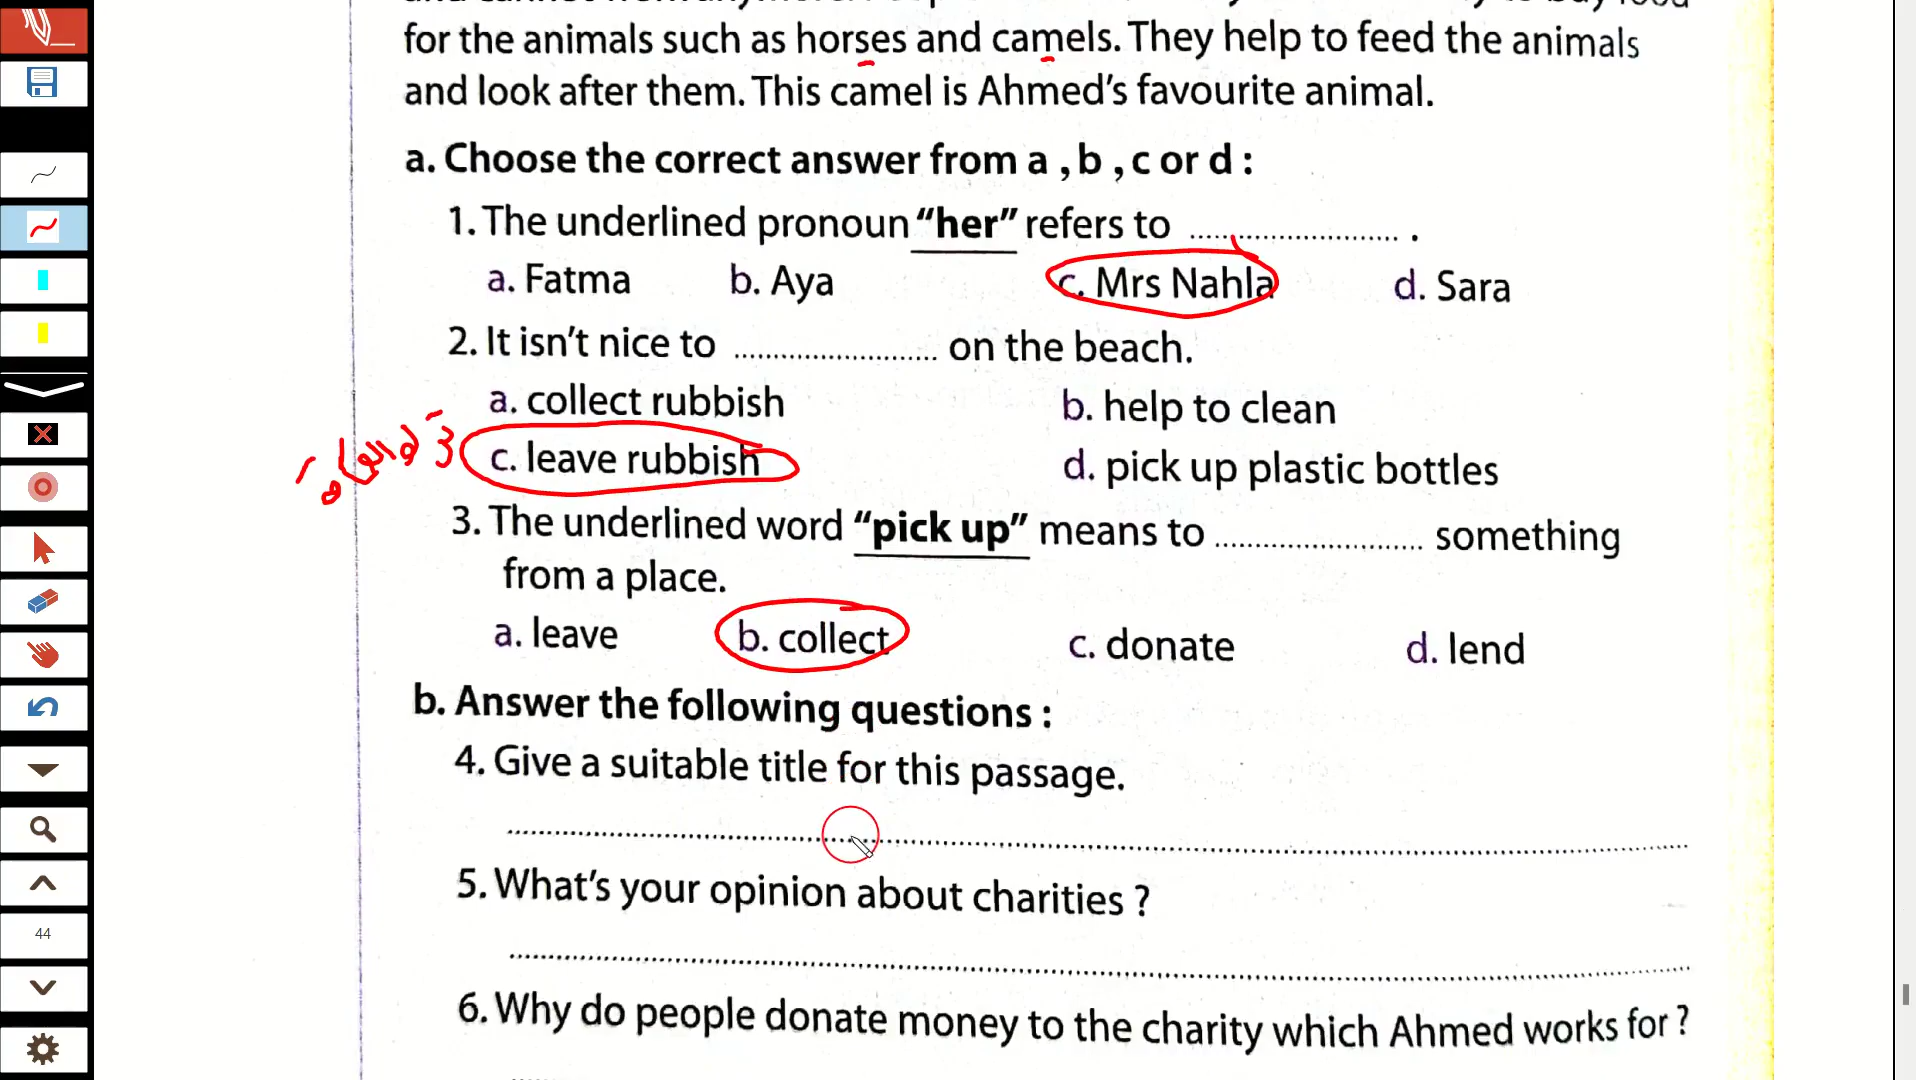 for the animals such as horses and camels. They help to feed the animals
and look after them. This camel is Ahmed's favourite animal.
a. Choose the correct answer from a , b , c or d :
1. The underlined pronoun “her” refers to ........................... .
a. Fatma b. Aya c. Mrs Nahla d. Sara
2. It isn't nice to ........................... on the beach.
a. collect rubbish b. help to clean
c. leave rubbish d. pick up plastic bottles
3. The underlined word “pick up” means to ........................... something
from a place.
a. leave b. collect c. donate d. lend
b. Answer the following questions :
4. Give a suitable title for this passage.
5. What's your opinion about charities ?
6. Why do people donate money to the charity which Ahmed works for ?
44